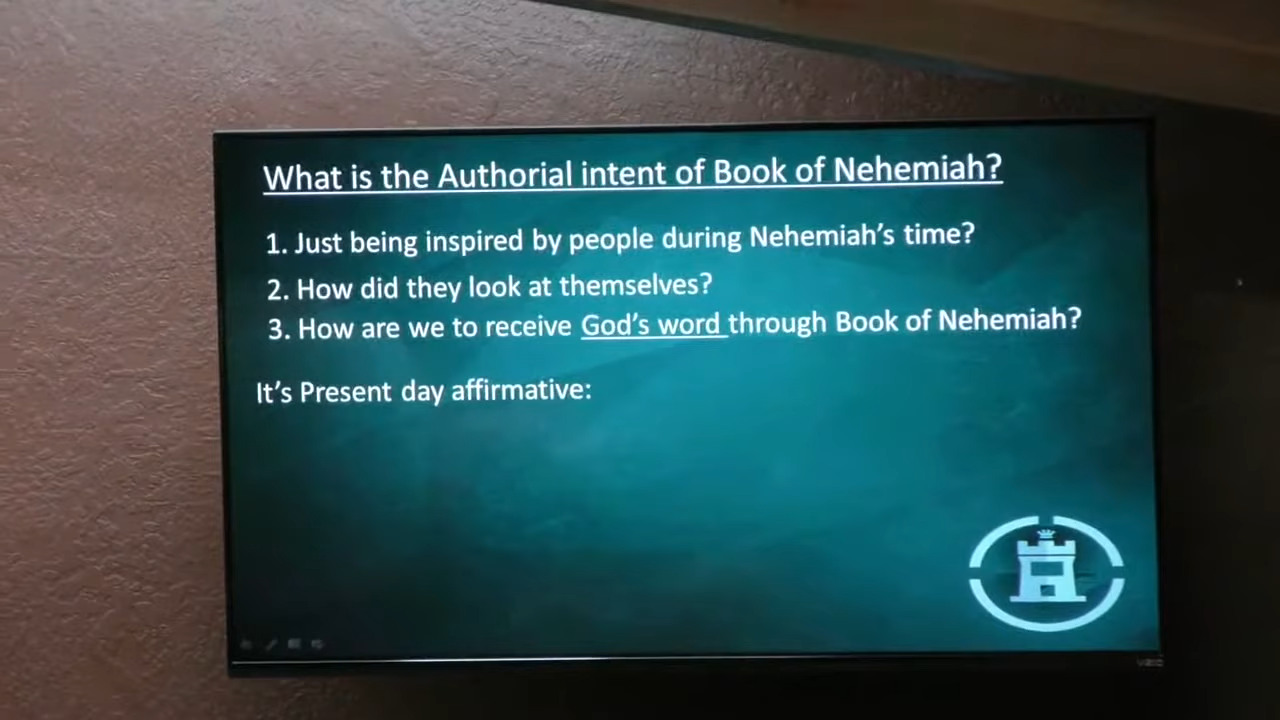 What is the Authorial intent of Book of Nehemiah?
1. Just being inspired by people during Nehemiah's time?
2. How did they look at themselves?
3. How are we to receive God's word through Book of Nehemiah?
It's Present day affirmative:
VIZIO